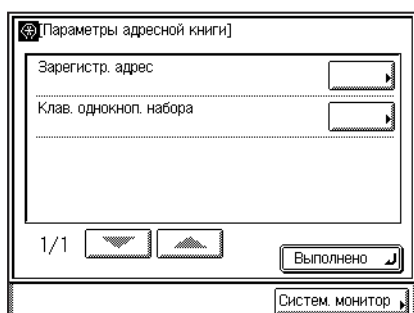 [Параметры адресной книги]
Зарегистр. адрес
Клав. однокноп. набора
1/1
Выполнено
Систем. монитор